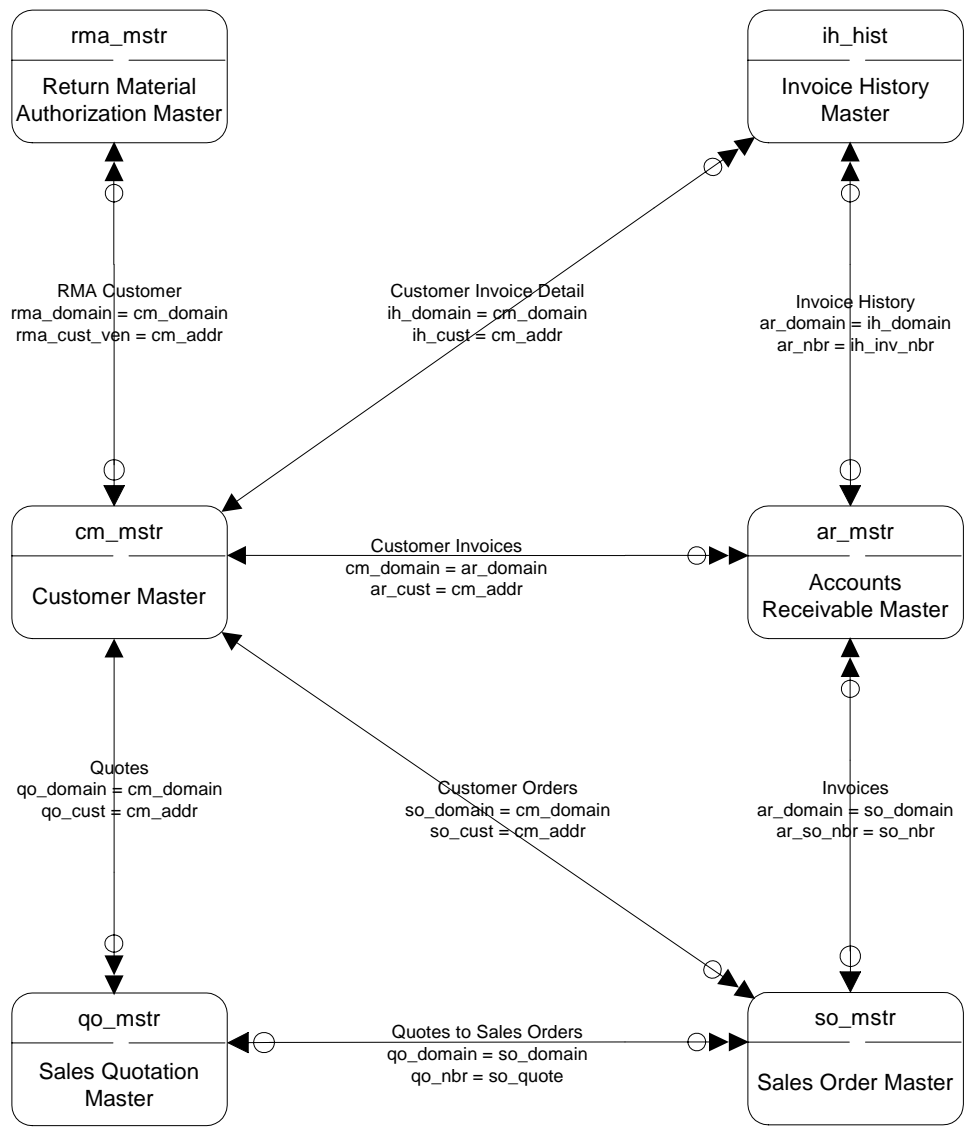 rma_mstr
Return Material
Authorization Master
ih_hist
Invoice History
Master
RMA Customer
rma_domain = cm_domain
rma_cust_ven = cm_addr
Customer Invoice Detail
ih_domain = cm_domain
ih_cust = cm_addr
Invoice History
ar_domain = ih_domain
ar_nbr = ih_inv_nbr
cm_mstr
Customer Master
Customer Invoices
cm_domain = ar_domain
ar_cust = cm_addr
ar_mstr
Accounts
Receivable Master
Quotes
qo_domain = cm_domain
qo_cust = cm_addr
Customer Orders
so_domain = cm_domain
so_cust = cm_addr
Invoices
ar_domain = so_domain
ar_so_nbr = so_nbr
qo_mstr
Sales Quotation
Master
Quotes to Sales Orders
qo_domain = so_domain
qo_nbr = so_quote
so_mstr
Sales Order Master